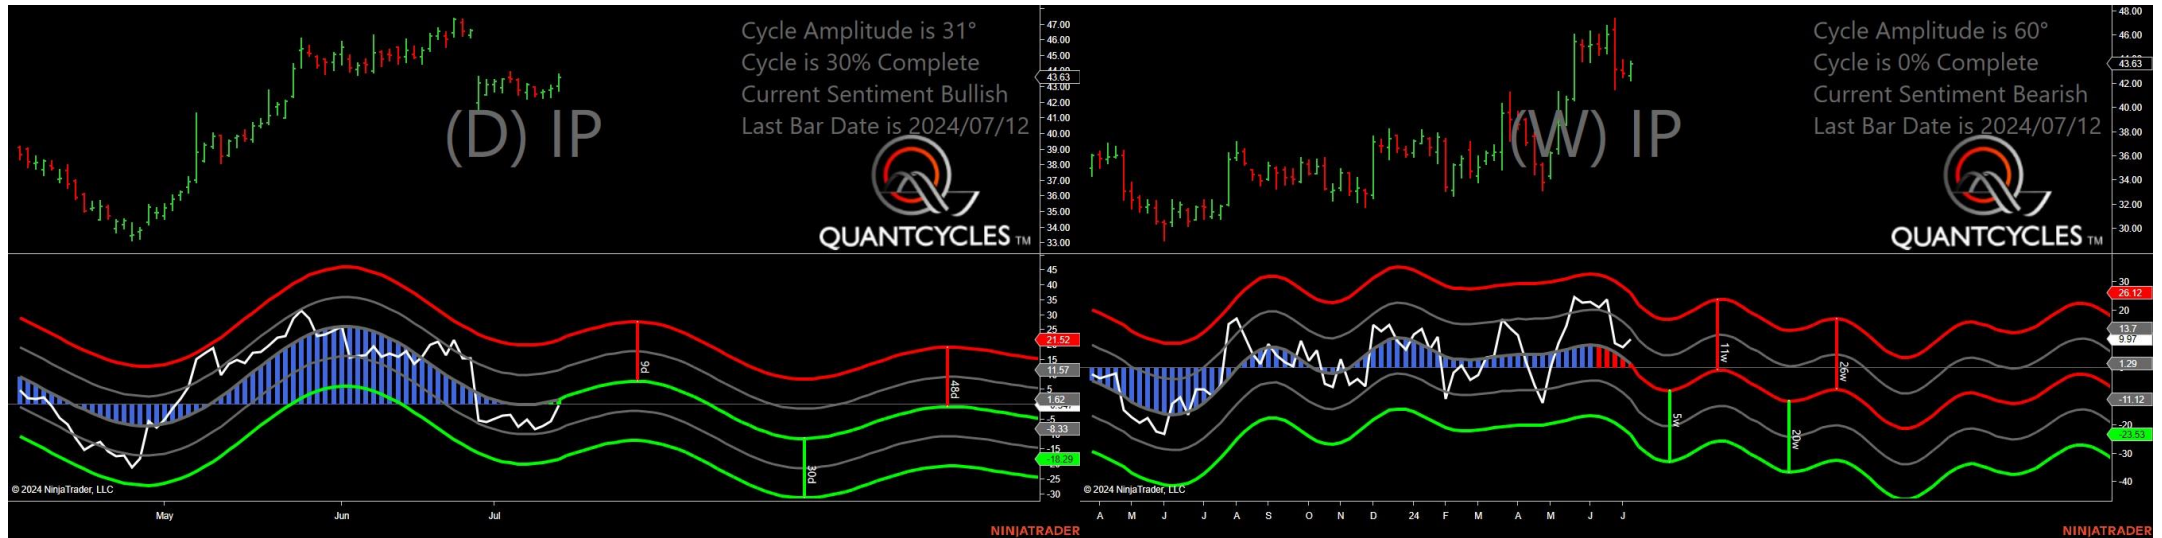 Cycle Amplitude is 31°
Cycle is 30% Complete
Current Sentiment Bullish
Last Bar Date is 2024/07/12
(D) IP
QUANTCYCLES TM
47.00
46.00
45.00
43.63
43.00
42.00
41.00
40.00
39.00
38.00
37.00
36.00
35.00
34.00
33.00
45
40
35
30
25
21.52
15
11.57
5
1.62
-5
-8.33
-15
-18.29
-25
-30
9d
30d
48d
© 2024 NinjaTrader, LLC
May Jun Jul
NINJATRADER
Cycle Amplitude is 60°
Cycle is 0% Complete
Current Sentiment Bearish
Last Bar Date is 2024/07/12
(W) IP
QUANTCYCLES TM
48.00
46.00
43.63
42.00
40.00
38.00
36.00
34.00
32.00
30.00
30
26.12
20
13.7
9.97
1.29
-11.12
-20
-23.53
-30
-40
5w
11w
20w
26w
© 2024 NinjaTrader, LLC
A M J J A S O N D 24 F M A M J J
NINJATRADER